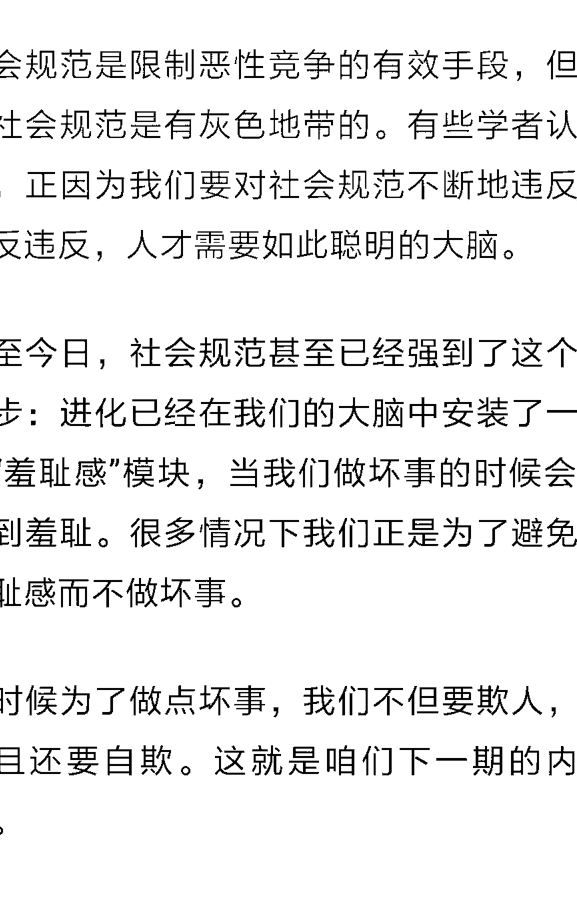 会规范是限制恶性竞争的有效手段，但
社会规范是有灰色地带的。有些学者认
，正因为我们要对社会规范不断地违反
反违反，人才需要如此聪明的大脑。
至今日，社会规范甚至已经强到了这个
步：进化已经在我们的大脑中安装了一
“羞耻感”模块，当我们做坏事的时候会
到羞耻。很多情况下我们正是为了避免
耻感而不做坏事。
时候为了做点坏事，我们不但要欺人，
且还要自欺。这就是咱们下一期的内
。